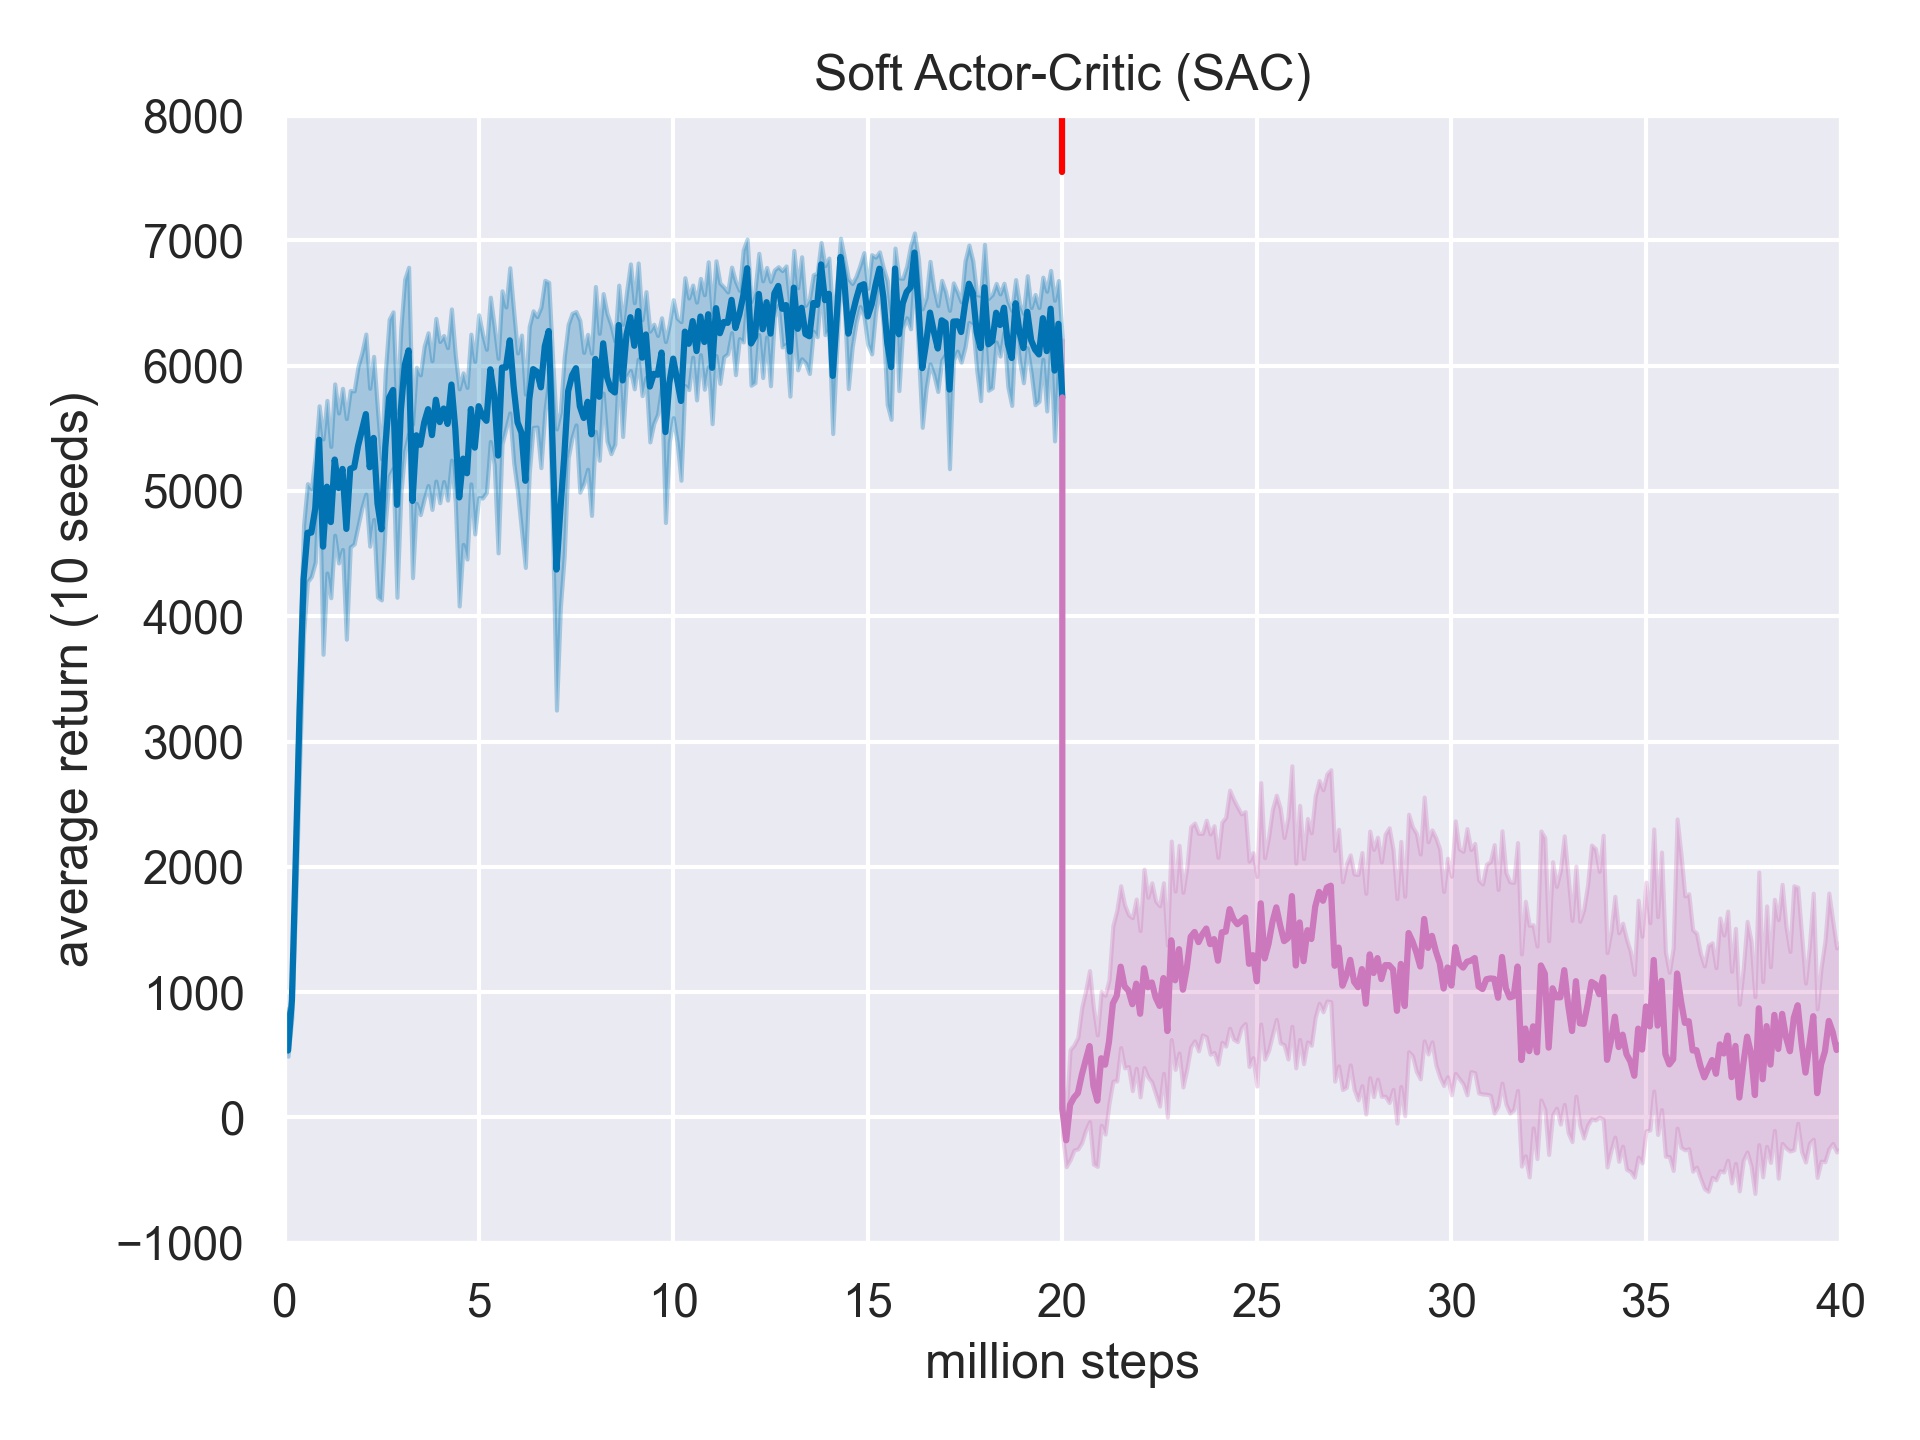 Soft Actor-Critic (SAC)
8000
7000
6000
5000
4000
3000
2000
1000
0
−1000
average return (10 seeds)
0 5 10 15 20 25 30 35 40
million steps